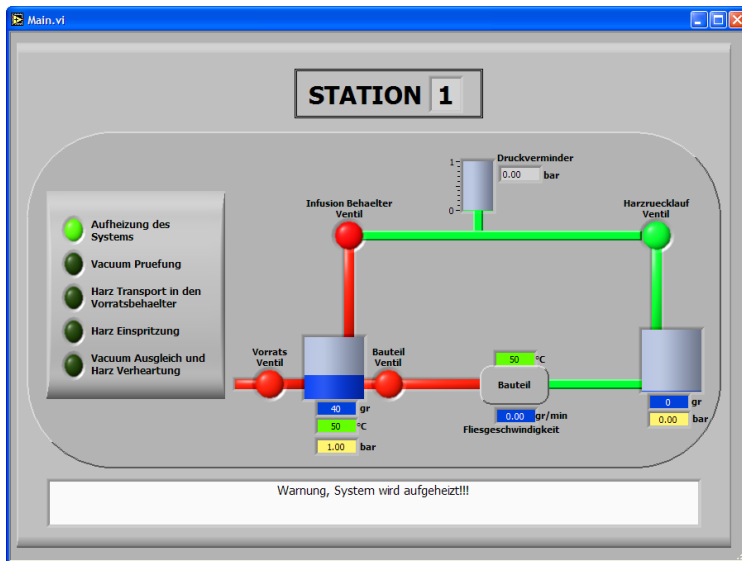 Main.vi
STATION 1
Druckverminder
1
0.00 bar
0
Infusion Behaelter
Ventil
Harzruecklauf
Ventil
Aufheizung des
Systems
Vacuum Pruefung
Harz Transport in den
Vorratsbehaelter
Harz Einspritzung
Vacuum Ausgleich und
Harz Verheartung
Vorrats
Ventil
Bauteil
Ventil
50 °C
Bauteil
40 gr
50 °C
1.00 bar
0.00 gr/min
Fliesgeschwindigkeit
0 gr
0.00 bar
Warnung, System wird aufgeheizt!!!